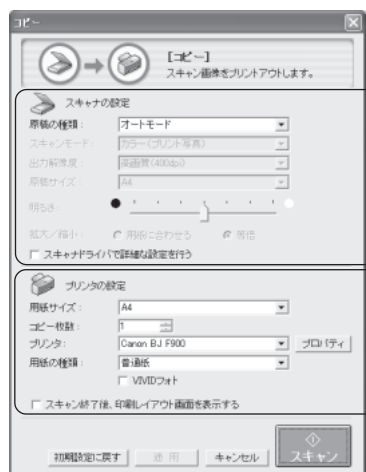 コピー
［コピー］
スキャン画像をプリントアウトします。
スキャナの設定
原稿の種類： オートモード
スキャンモード： カラー（プリント写真）
出力解像度： 高画質（400dpi）
原稿サイズ： A4
明るさ：
拡大／縮小： 用紙に合わせる 等倍
スキャナドライバで詳細な設定を行う
プリンタの設定
用紙サイズ： A4
コピー枚数： 1
プリンタ： Canon BJ F900 プロパティ
用紙の種類： 普通紙
VIVIDフォト
スキャン終了後、印刷レイアウト画面を表示する
初期設定に戻す 適 用 キャンセル スキャン